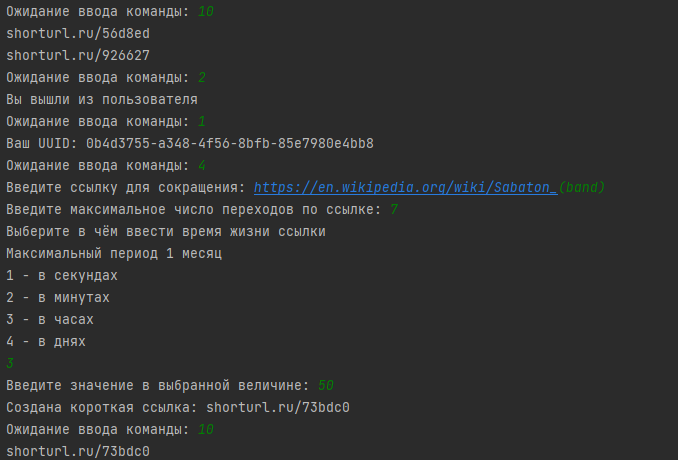 Ожидание ввода команды: 10
shorturl.ru/56d8ed
shorturl.ru/926627
Ожидание ввода команды: 2
Вы вышли из пользователя
Ожидание ввода команды: 1
Ваш UUID: 0b4d3755-a348-4f56-8bfb-85e7980e4bb8
Ожидание ввода команды: 4
Введите ссылку для сокращения: https://en.wikipedia.org/wiki/Sabaton_(band)
Введите максимальное число переходов по ссылке: 7
Выберите в чём ввести время жизни ссылки
Максимальный период 1 месяц
1 - в секундах
2 - в минутах
3 - в часах
4 - в днях
3
Введите значение в выбранной величине: 50
Создана короткая ссылка: shorturl.ru/73bdc0
Ожидание ввода команды: 10
shorturl.ru/73bdc0